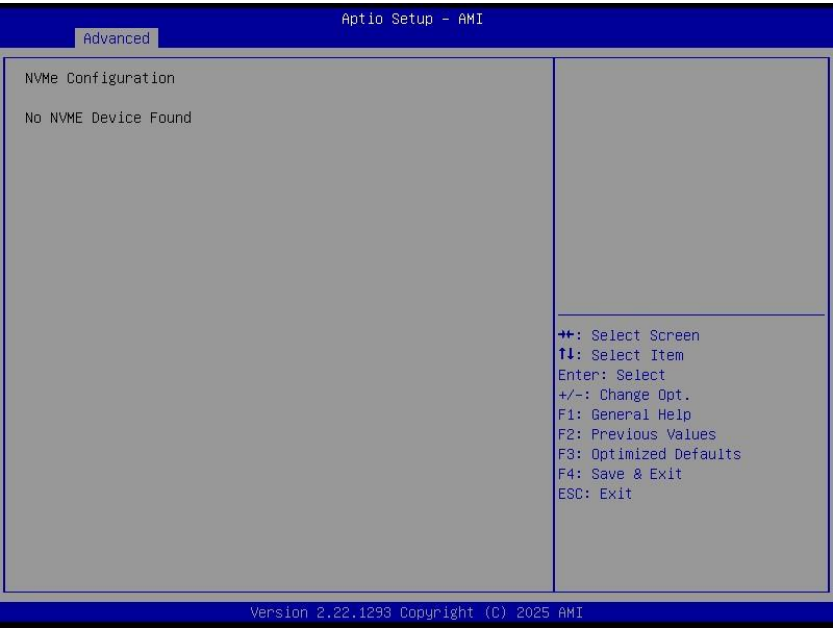 Aptio Setup - AMI
Advanced
NVMe Configuration
No NVME Device Found
→←: Select Screen
↑↓: Select Item
Enter: Select
+/-: Change Opt.
F1: General Help
F2: Previous Values
F3: Optimized Defaults
F4: Save & Exit
ESC: Exit
Version 2.22.1293 Copyright (C) 2025 AMI